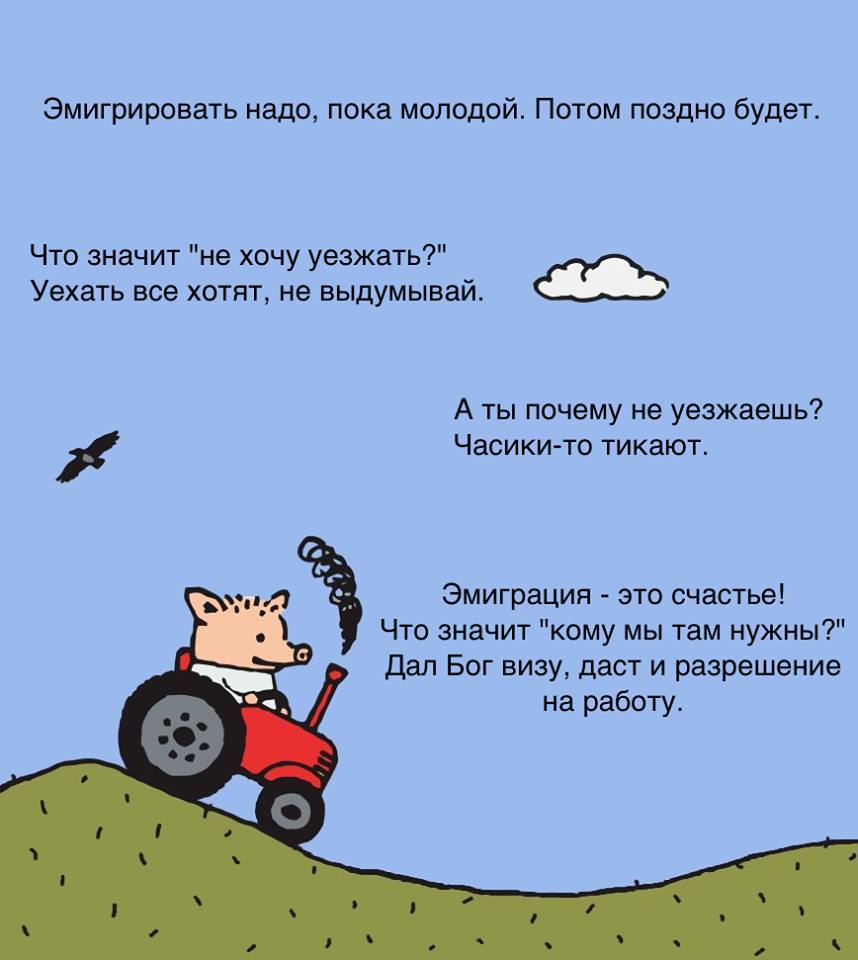 Эмигрировать надо, пока молодой. Потом поздно будет.
Что значит "не хочу уезжать?"
Уехать все хотят, не выдумывай.
А ты почему не уезжаешь?
Часики-то тикают.
Эмиграция - это счастье!
Что значит "кому мы там нужны?"
Дал Бог визу, даст и разрешение
на работу.